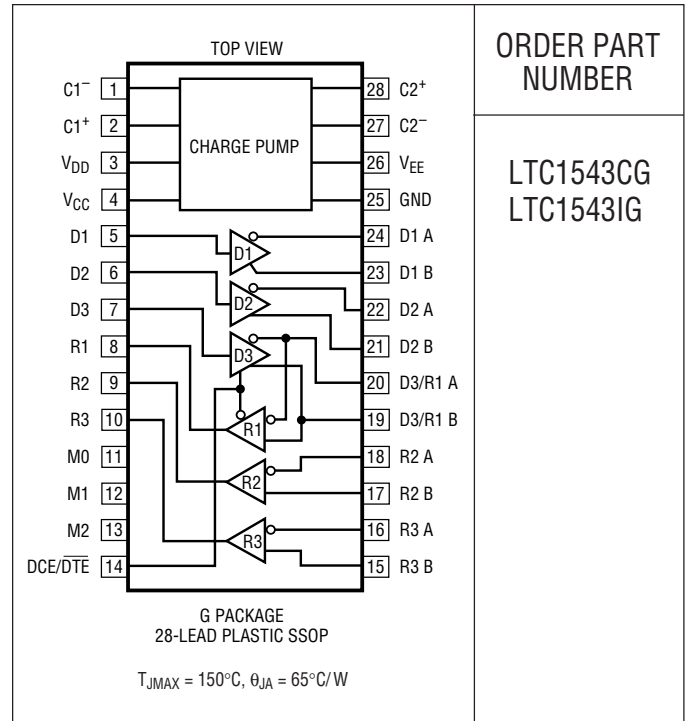 TOP VIEW
C1⁻ 1
C1⁺ 2
V_DD 3
V_CC 4
D1 5
D2 6
D3 7
R1 8
R2 9
R3 10
M0 11
M1 12
M2 13
DCE/D̅T̅E̅ 14
CHARGE PUMP
D1
D2
D3
R1
R2
R3
28 C2⁺
27 C2⁻
26 V_EE
25 GND
24 D1 A
23 D1 B
22 D2 A
21 D2 B
20 D3/R1 A
19 D3/R1 B
18 R2 A
17 R2 B
16 R3 A
15 R3 B
G PACKAGE
28-LEAD PLASTIC SSOP
T_JMAX = 150°C, θ_JA = 65°C/W
ORDER PART
NUMBER
LTC1543CG
LTC1543IG